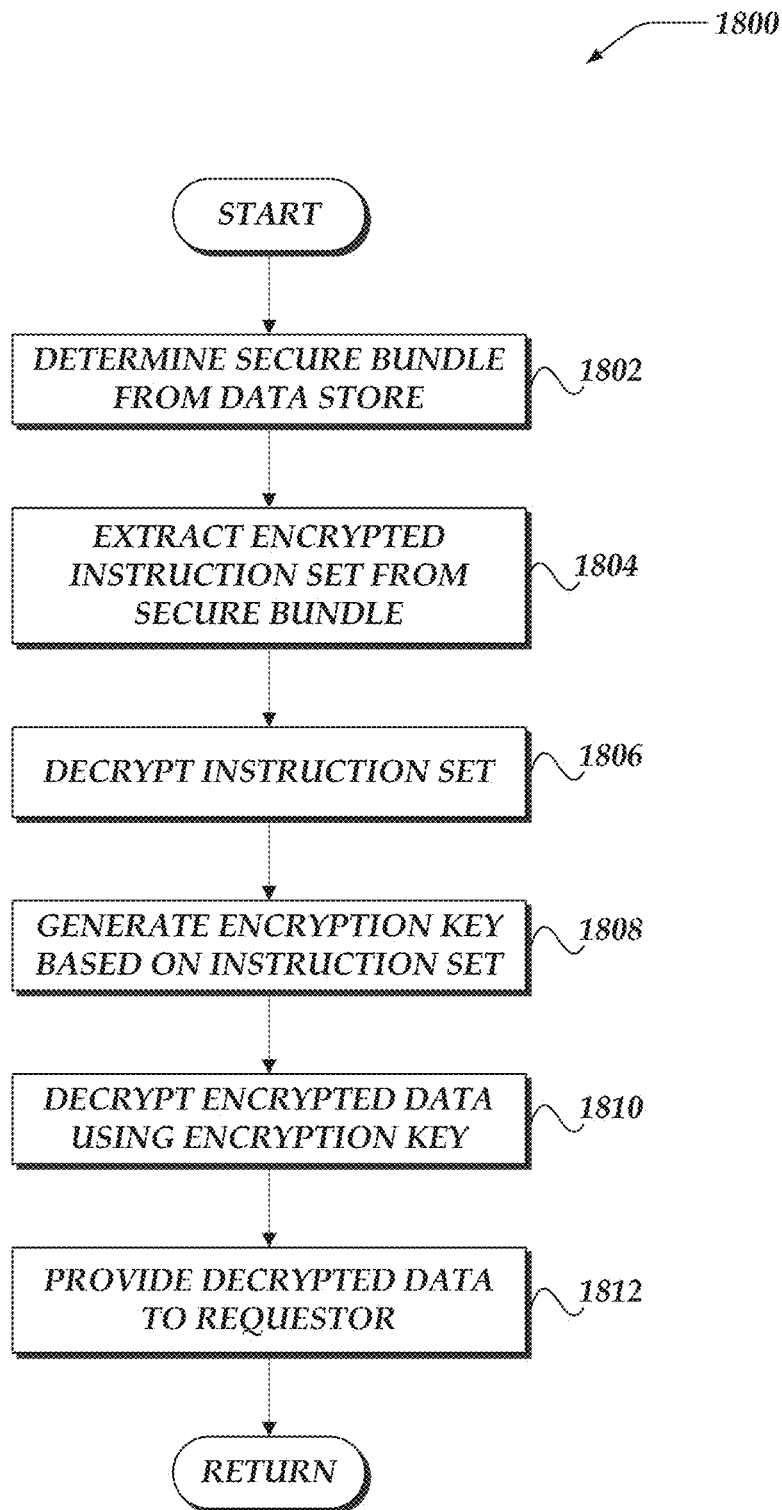 1800
START
DETERMINE SECURE BUNDLE
FROM DATA STORE
1802
EXTRACT ENCRYPTED
INSTRUCTION SET FROM
SECURE BUNDLE
1804
DECRYPT INSTRUCTION SET
1806
GENERATE ENCRYPTION KEY
BASED ON INSTRUCTION SET
1808
DECRYPT ENCRYPTED DATA
USING ENCRYPTION KEY
1810
PROVIDE DECRYPTED DATA
TO REQUESTOR
1812
RETURN